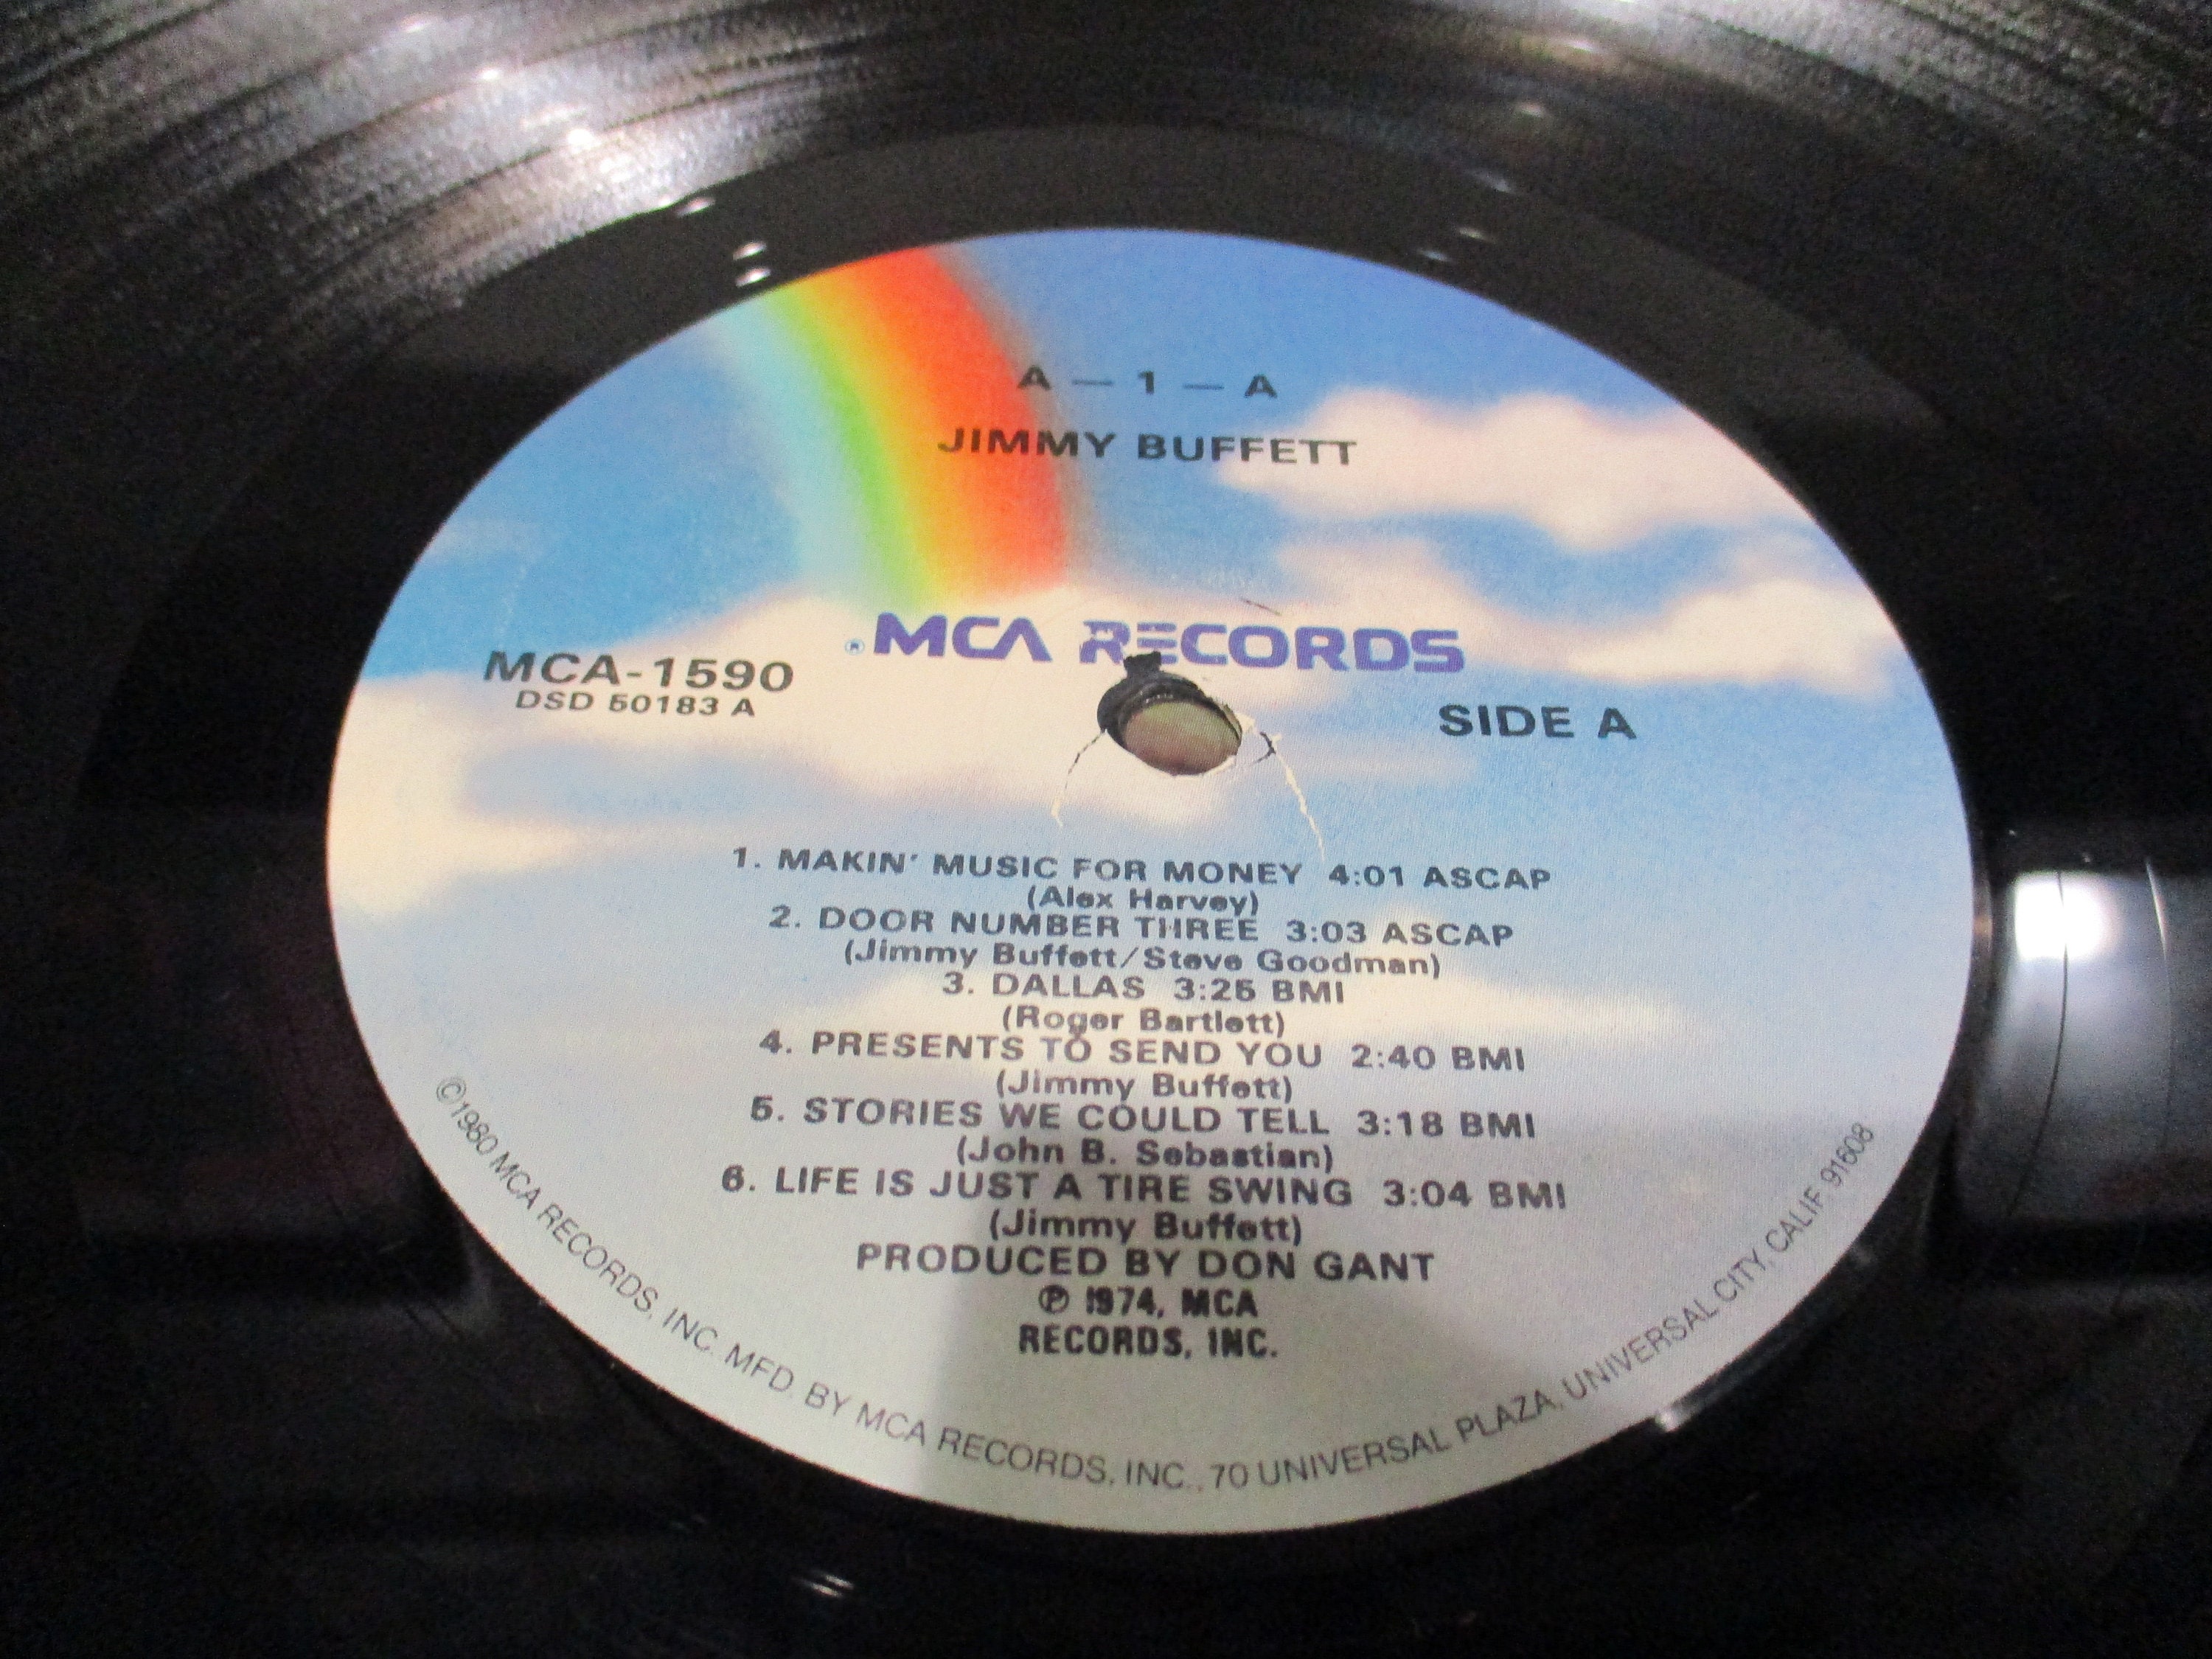 A — 1 — A
JIMMY BUFFETT
® MCA RECORDS
MCA-1590
DSD 50183 A
SIDE A
1. MAKIN' MUSIC FOR MONEY 4:01 ASCAP
(Alex Harvey)
2. DOOR NUMBER THREE 3:03 ASCAP
(Jimmy Buffett/Steve Goodman)
3. DALLAS 3:25 BMI
(Roger Bartlett)
4. PRESENTS TO SEND YOU 2:40 BMI
(Jimmy Buffett)
5. STORIES WE COULD TELL 3:18 BMI
(John B. Sebastian)
6. LIFE IS JUST A TIRE SWING 3:04 BMI
(Jimmy Buffett)
PRODUCED BY DON GANT
℗ 1974, MCA
RECORDS, INC.
©1980 MCA RECORDS, INC. MFD. BY MCA RECORDS, INC., 70 UNIVERSAL PLAZA, UNIVERSAL CITY, CALIF. 91608